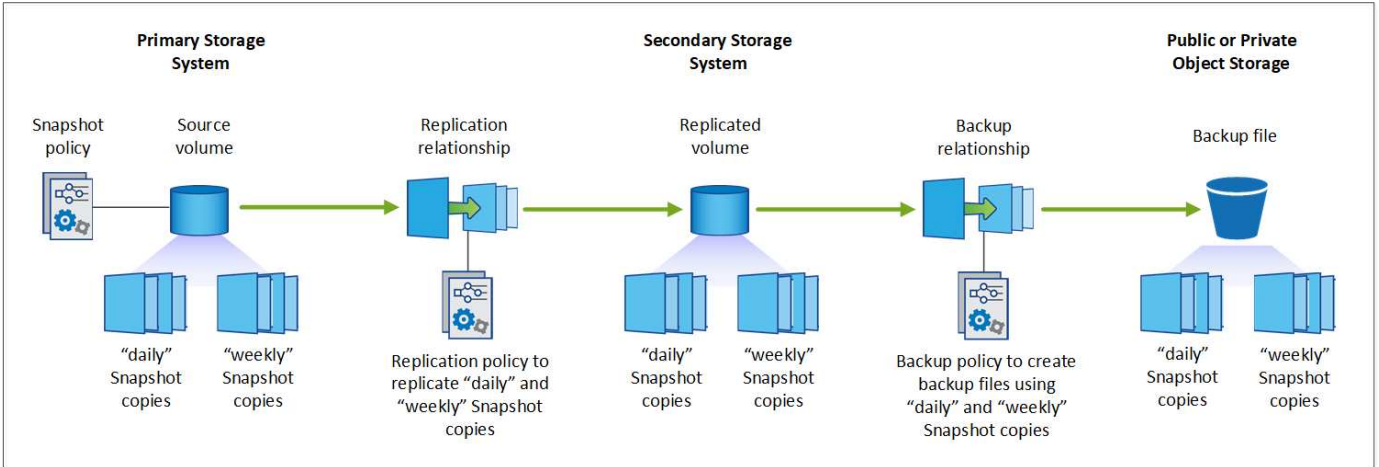 Primary Storage
System
Secondary Storage
System
Public or Private
Object Storage
Snapshot
policy
Source
volume
Replication
relationship
Replicated
volume
Backup
relationship
Backup file
“daily”
Snapshot
copies
“weekly”
Snapshot
copies
Replication policy to
replicate “daily” and
“weekly” Snapshot
copies
“daily”
Snapshot
copies
“weekly”
Snapshot
copies
Backup policy to create
backup files using
“daily” and “weekly”
Snapshot copies
“daily”
Snapshot
copies
“weekly”
Snapshot
copies